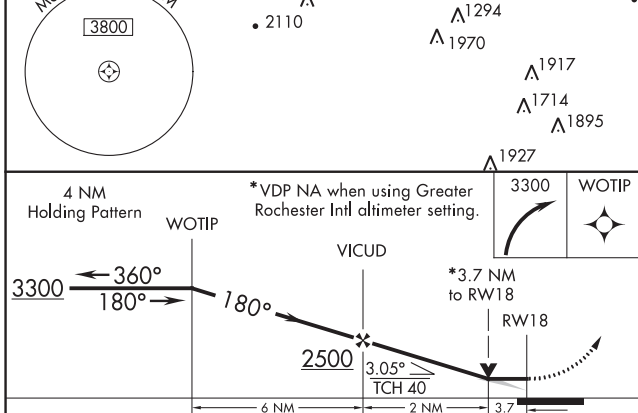 3800
2110
1294
1970
1917
1714
1895
1927
4 NM
Holding Pattern
WOTIP
*VDP NA when using Greater
Rochester Intl altimeter setting.
3300
WOTIP
VICUD
*3.7 NM
to RW18
RW18
3300
360°
180°
180°
2500
3.05°
TCH 40
6 NM
2 NM
3.7